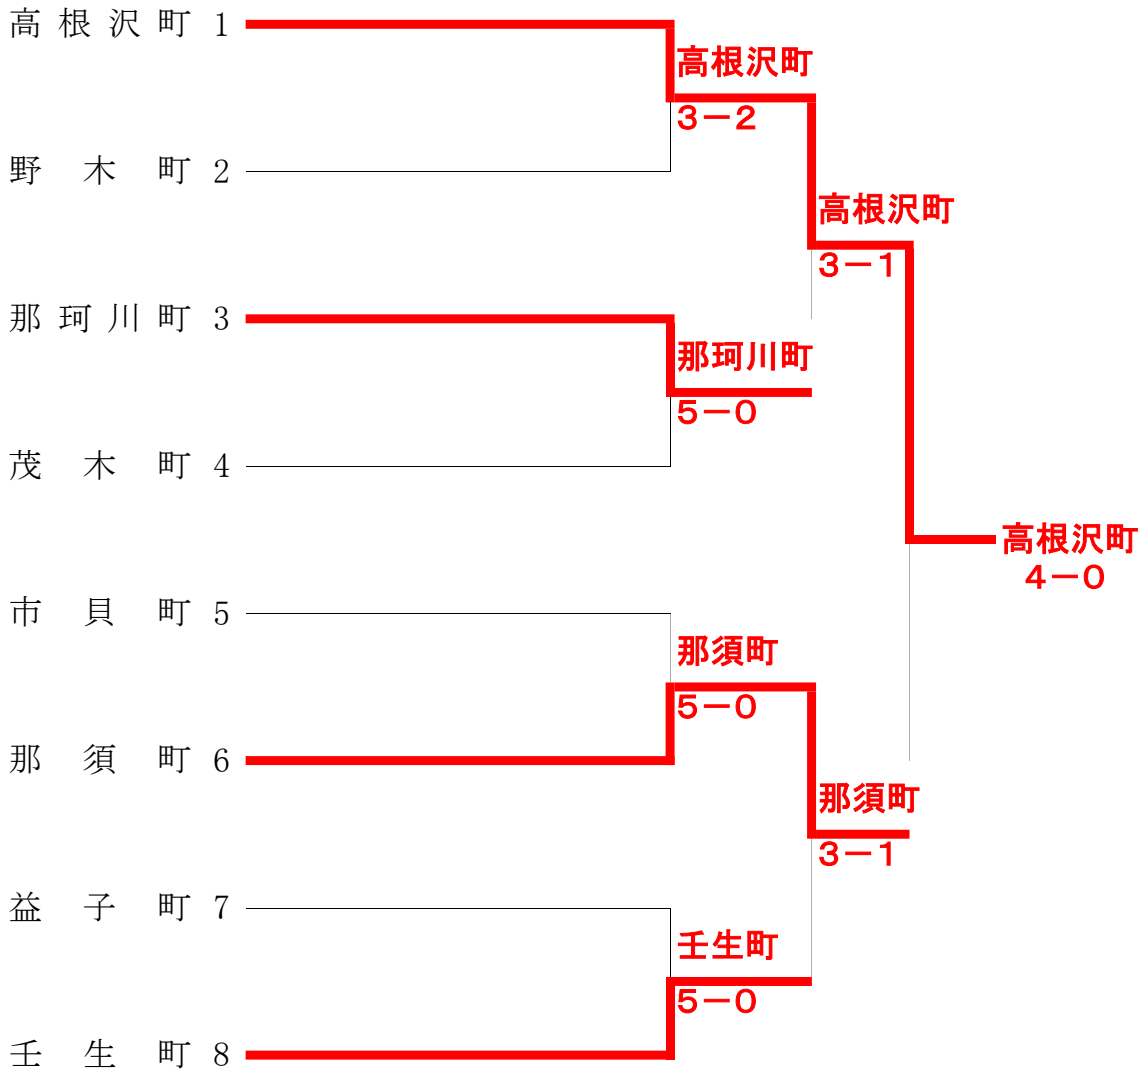 高根沢町 1
高根沢町
3－2
野木町 2
高根沢町
3－1
那珂川町 3
那珂川町
5－0
茂木町 4
高根沢町
4－0
市貝町 5
那須町
5－0
那須町 6
那須町
3－1
益子町 7
壬生町
5－0
壬生町 8